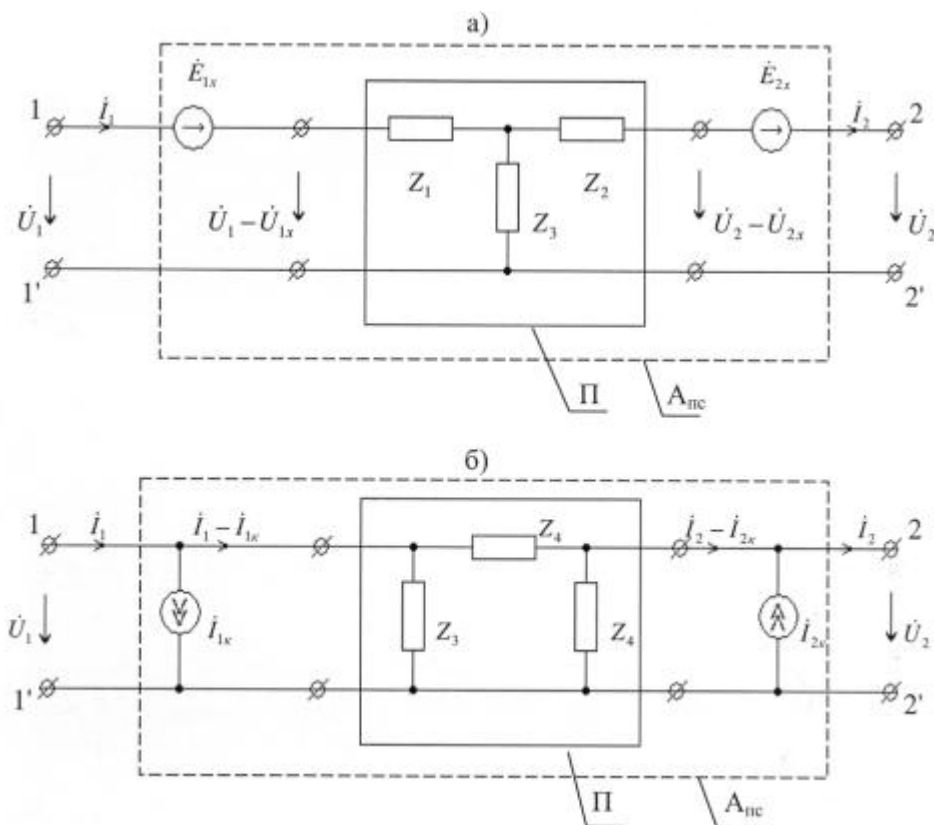 а)
Ė₁ₓ
Ė₂ₓ
1
İ₁
İ₂
2
Z₁
Z₂
U̇₁
U̇₁ – U̇₁ₓ
Z₃
U̇₂ – U̇₂ₓ
U̇₂
1'
2'
П
Aпс
б)
1
İ₁
İ₁ – İ₁к
Z₄
İ₂ – İ₂к
İ₂
2
U̇₁
İ₁к
Z₃
Z₄
İ₂к
U̇₂
1'
2'
П
Aпс